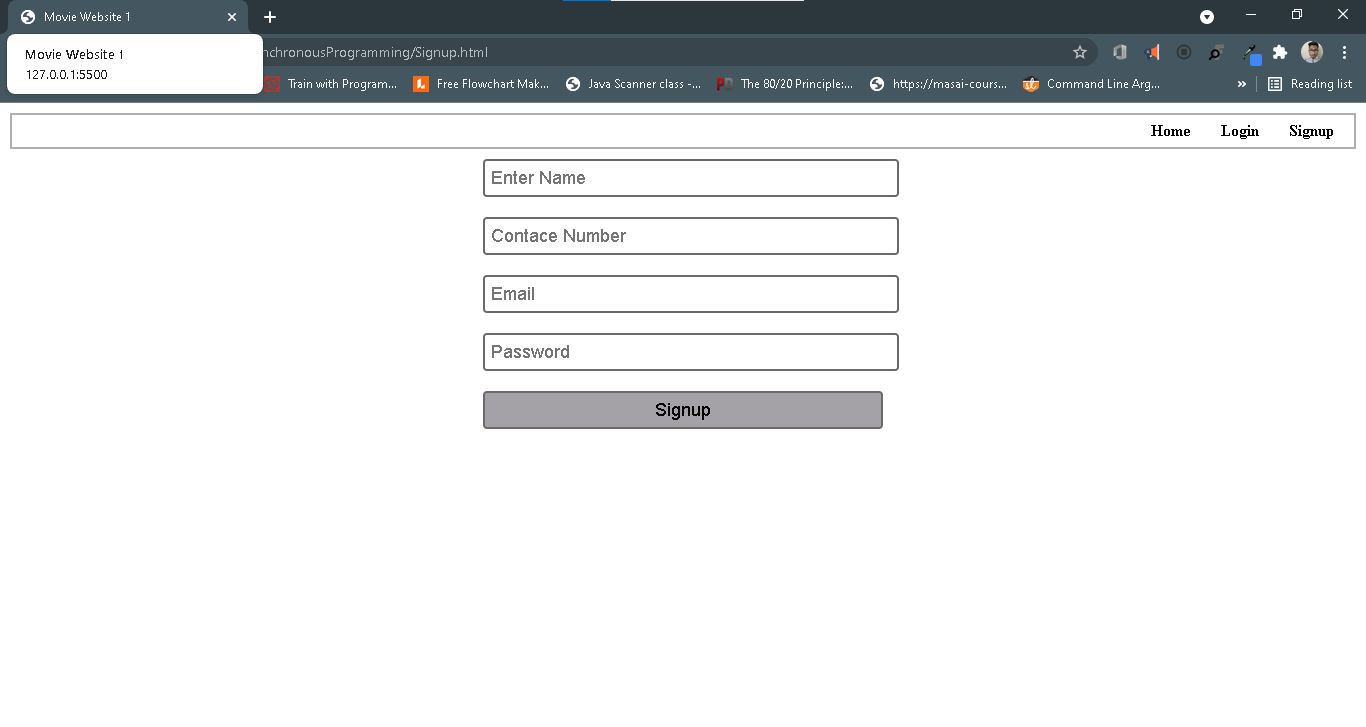 Movie Website 1
Movie Website 1
127.0.0.1:5500
nchronousProgramming/Signup.html
Train with Program... Free Flowchart Mak... Java Scanner class -... The 80/20 Principle:... https://masai-cours... Command Line Arg... » Reading list
Home Login Signup
Enter Name
Contace Number
Email
Password
Signup